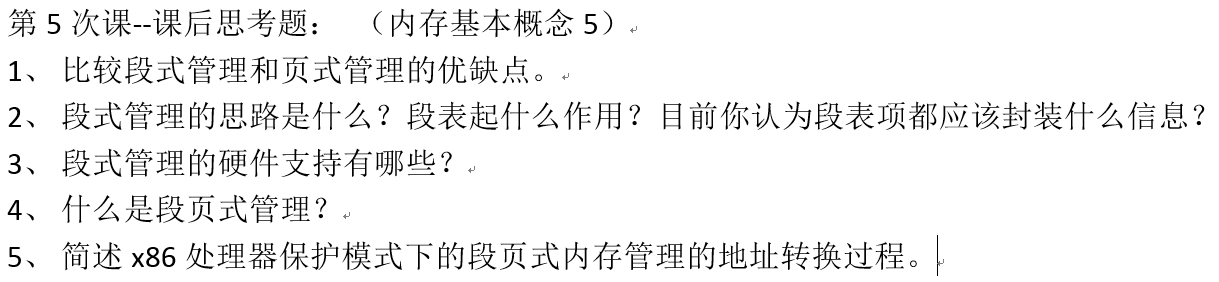 第 5 次课--课后思考题： （内存基本概念 5）
1、 比较段式管理和页式管理的优缺点。
2、 段式管理的思路是什么？段表起什么作用？目前你认为段表项都应该封装什么信息？
3、 段式管理的硬件支持有哪些？
4、 什么是段页式管理？
5、 简述 x86 处理器保护模式下的段页式内存管理的地址转换过程。